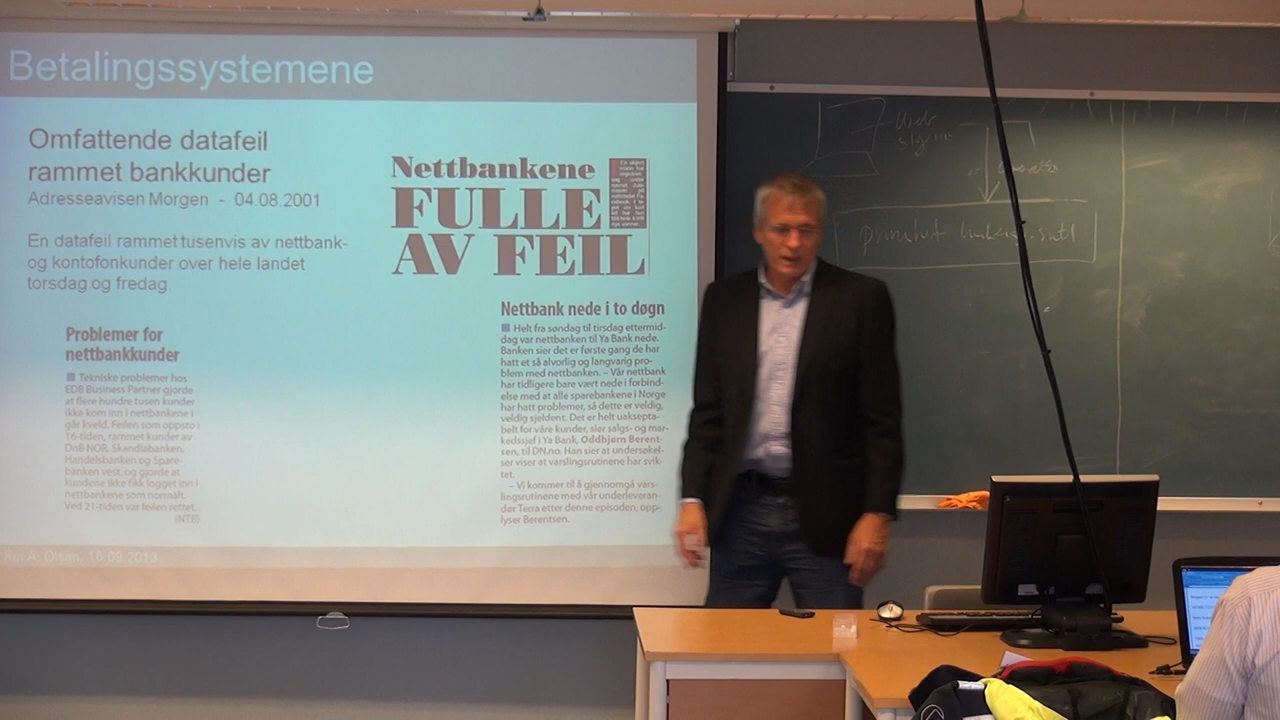 Betalingssystemene
Omfattende datafeil
rammet bankkunder
Adresseavisen Morgen - 04.08.2001
En datafeil rammet tusenvis av nettbank-
og kontofonkunder over hele landet
torsdag og fredag.
Nettbankene
FULLE
AV FEIL
Problemer for
nettbankkunder
Tekniske problemer hos
EDB Business Partner gjorde
at flere hundre tusen kunder
ikke kom inn i nettbankene i
går kveld. Feilen som oppsto i
16-tiden, rammet kunder av
DnB NOR, Skandiabanken,
Handelsbanken og Spare-
banken vest, og gjorde at
kundene ikke fikk logget inn i
nettbankene som normalt.
Ved 21-tiden var feilen rettet.
(NTB)
Nettbank nede i to døgn
Helt fra søndag til tirsdag ettermid-
dag var nettbanken til Ya Bank nede.
Banken sier det er første gang de har
hatt et så alvorlig og langvarig pro-
blem med nettbanken. – Vår nettbank
har tidligere bare vært nede i forbind-
else med at alle sparebankene i Norge
har hatt problemer, så dette er veldig,
veldig sjeldent. Det er helt uaksepta-
belt for våre kunder, sier salgs- og mar-
kedssjef i Ya Bank, Oddbjørn Berent-
sen, til DN.no. Han sier at undersøkel-
ser viser at varslingsrutinene har svik-
tet.
– Vi kommer til å gjennomgå vars-
lingsrutinene med vår underleveran-
dør Terra etter denne episoden, opp-
lyser Berentsen.
Olsen, 16.09.2013